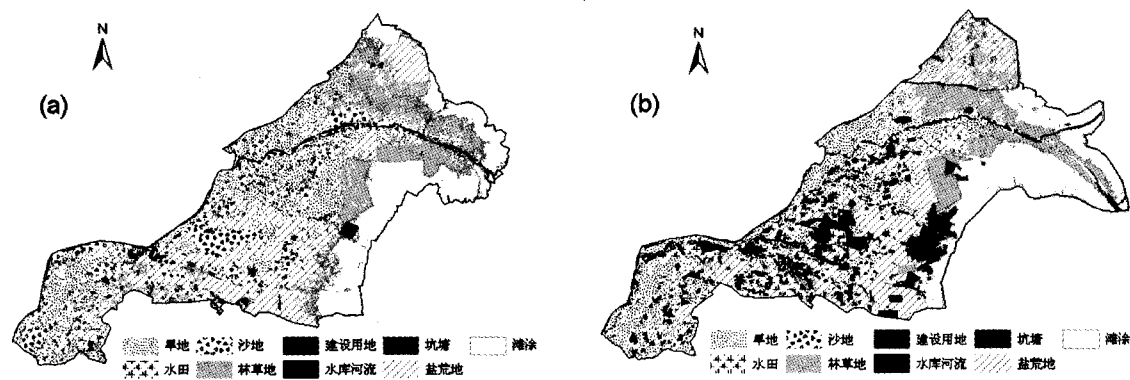 N
(a)
旱地 沙地 建设用地 坑塘 滩涂
水田 林草地 水库河流 盐荒地
N
(b)
旱地 沙地 建设用地 坑塘 滩涂
水田 林草地 水库河流 盐荒地